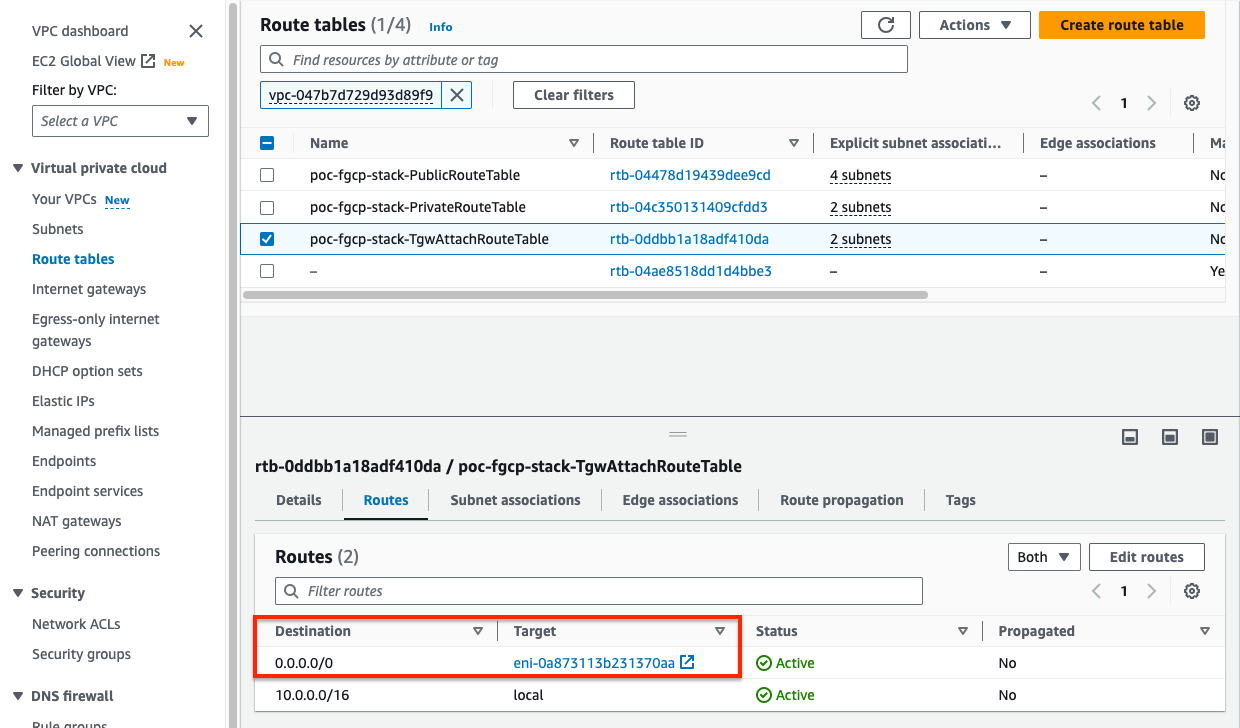 VPC dashboard
EC2 Global View New
Filter by VPC:
Select a VPC
Virtual private cloud
Your VPCs New
Subnets
Route tables
Internet gateways
Egress-only internet
gateways
DHCP option sets
Elastic IPs
Managed prefix lists
Endpoints
Endpoint services
NAT gateways
Peering connections
Security
Network ACLs
Security groups
DNS firewall
Rule groups
Route tables (1/4) Info
Actions
Create route table
Find resources by attribute or tag
vpc-047b7d729d93d89f9
Clear filters
1
Name Route table ID Explicit subnet associati... Edge associations Ma
poc-fgcp-stack-PublicRouteTable rtb-04478d19439dee9cd 4 subnets – No
poc-fgcp-stack-PrivateRouteTable rtb-04c350131409cfdd3 2 subnets – No
poc-fgcp-stack-TgwAttachRouteTable rtb-0ddbb1a18adf410da 2 subnets – No
– rtb-04ae8518dd1d4bbe3 – – Ye
rtb-0ddbb1a18adf410da / poc-fgcp-stack-TgwAttachRouteTable
Details Routes Subnet associations Edge associations Route propagation Tags
Routes (2)
Both
Edit routes
Filter routes
1
Destination Target Status Propagated
0.0.0.0/0 eni-0a873113b231370aa Active No
10.0.0.0/16 local Active No